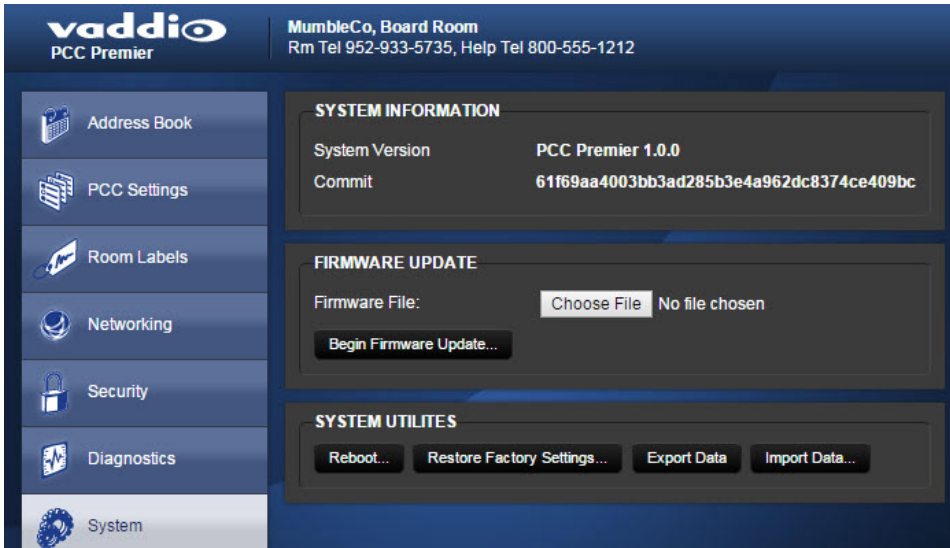 vaddio
PCC Premier
MumbleCo, Board Room
Rm Tel 952-933-5735, Help Tel 800-555-1212
Address Book
PCC Settings
Room Labels
Networking
Security
Diagnostics
System
SYSTEM INFORMATION
System Version PCC Premier 1.0.0
Commit 61f69aa4003bb3ad285b3e4a962dc8374ce409bc
FIRMWARE UPDATE
Firmware File: Choose File No file chosen
Begin Firmware Update...
SYSTEM UTILITES
Reboot... Restore Factory Settings... Export Data Import Data...